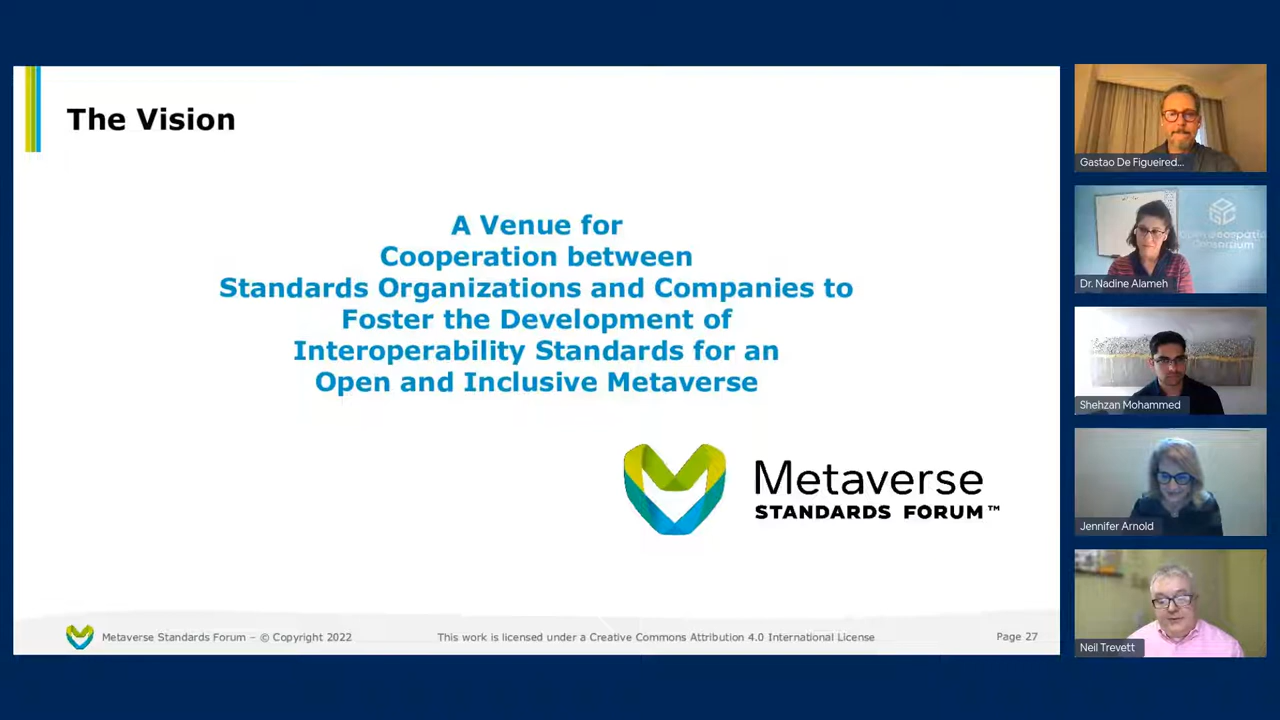 The Vision
A Venue for
Cooperation between
Standards Organizations and Companies to
Foster the Development of
Interoperability Standards for an
Open and Inclusive Metaverse
Metaverse
STANDARDS FORUM™
Metaverse Standards Forum – © Copyright 2022
This work is licensed under a Creative Commons Attribution 4.0 International License
Page 27
Gastao De Figueired...
Consortium
Dr. Nadine Alameh
Shehzan Mohammed
Jennifer Arnold
Neil Trevett